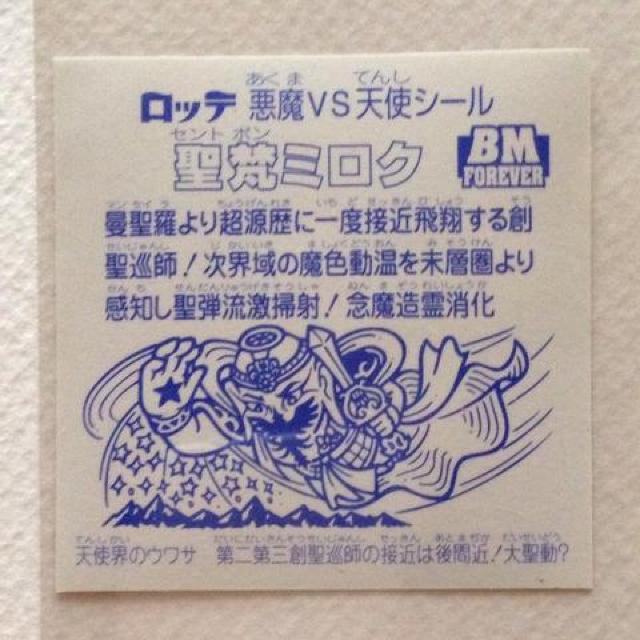 ロッテ 悪魔VS天使シール
聖梵ミロク
BM
FOREVER
曼聖羅より超源歴に一度接近飛翔する創
聖巡師!次界域の魔色動温を末層圏より
感知し聖弾流激掃射!念魔造霊消化
天使界のウワサ 第二第三創聖巡師の接近は後間近!大聖動?